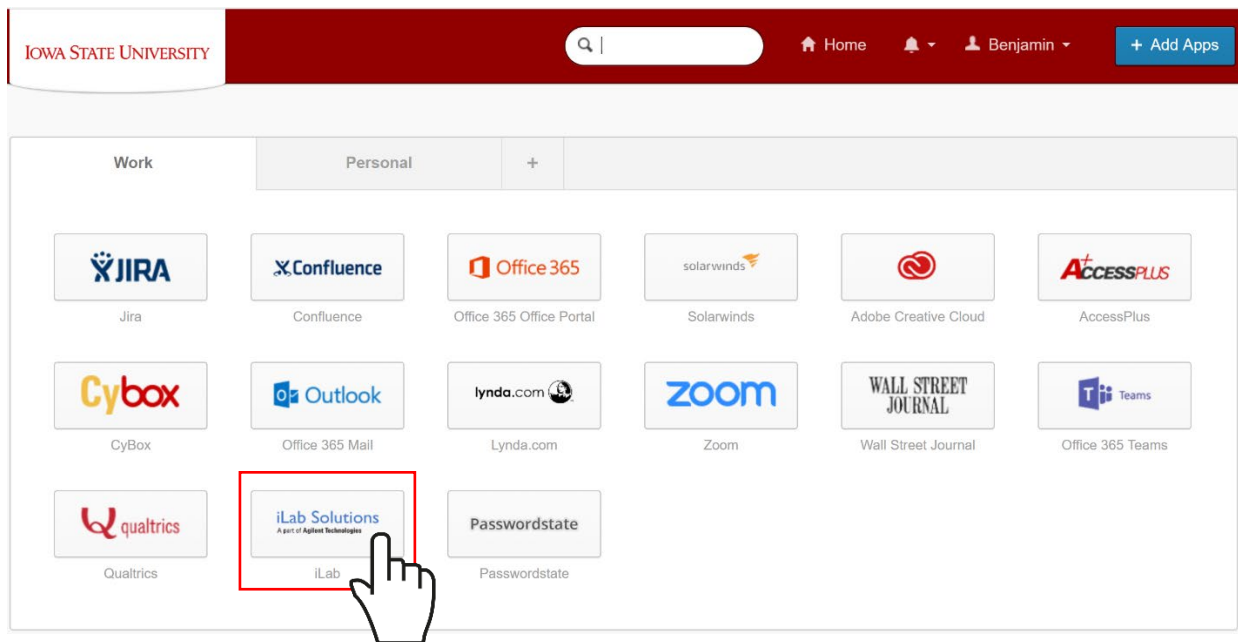 IOWA STATE UNIVERSITY
Home
Benjamin
+ Add Apps
Work
Personal
+
JIRA
Confluence
Office 365
solarwinds
ACCESSPLUS
Jira
Confluence
Office 365 Office Portal
Solarwinds
Adobe Creative Cloud
AccessPlus
Cybox
Outlook
lynda.com
zoom
WALL STREET
JOURNAL
Teams
CyBox
Office 365 Mail
Lynda.com
Zoom
Wall Street Journal
Office 365 Teams
qualtrics
iLab Solutions
A part of Agilent Technologies
Passwordstate
Qualtrics
iLab
Passwordstate